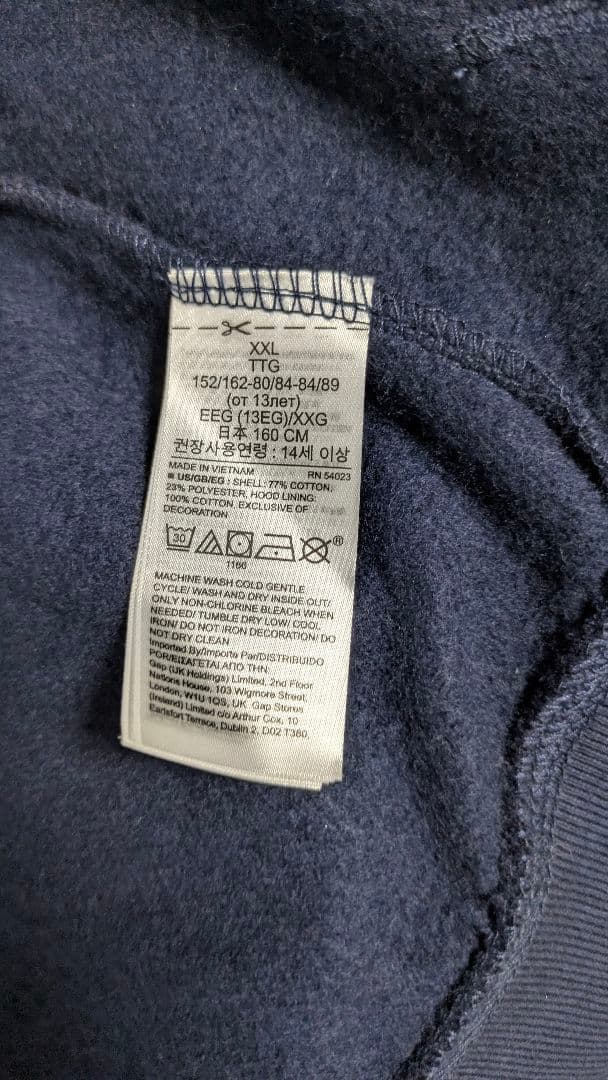 XXL
TTG
152/162-80/84-84/89
(от 13лет)
EEG (13EG)/XXG
日本 160 CM
권장사용연령 : 14세 이상
MADE IN VIETNAM RN 54023
■ US/GB/EG : SHELL: 77% COTTON,
23% POLYESTER, HOOD LINING:
100% COTTON, EXCLUSIVE OF
DECORATION
30 ®
1166
MACHINE WASH COLD GENTLE
CYCLE/ WASH AND DRY INSIDE OUT/
ONLY NON-CHLORINE BLEACH WHEN
NEEDED/ TUMBLE DRY LOW/ COOL
IRON/ DO NOT IRON DECORATION/ DO
NOT DRY CLEAN
Imported By/Importe Par/DISTRIBUIDO
POR/ΕΙΣΑΓΕΤΑΙ ΑΠΟ ΤΗΝ:
Gap (UK Holdings) Limited, 2nd Floor
Nations House, 103 Wigmore Street,
London, W1U 1QS, UK. Gap Stores
(Ireland) Limited c/o Arthur Cox, 10
Earlsfort Terrace, Dublin 2, D02 T380,